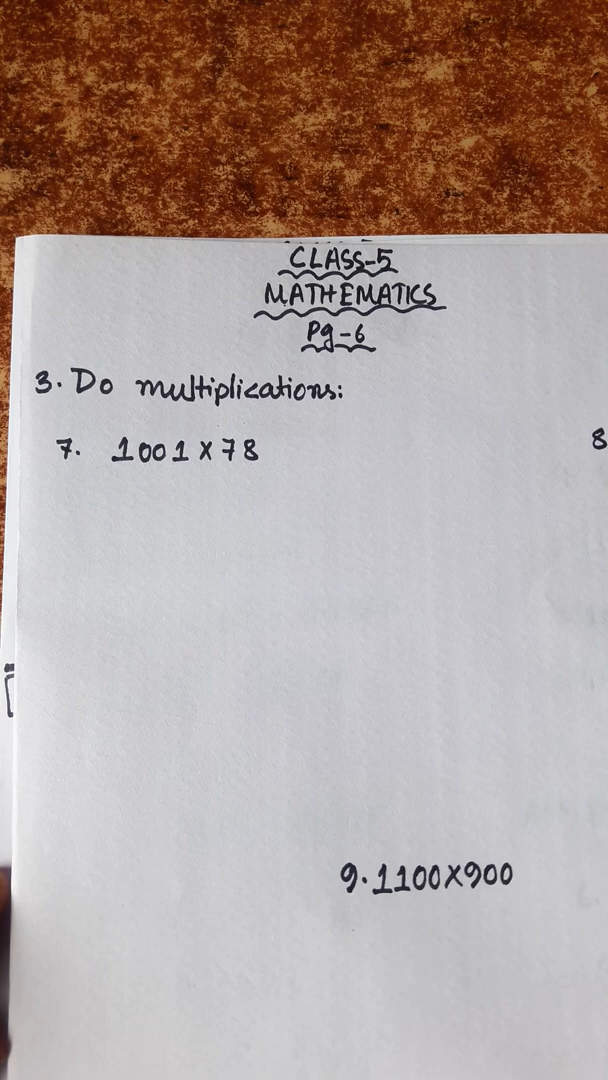 CLASS-5
MATHEMATICS
Pg-6
3. Do multiplications:
7. 1001 x 78
8
9. 1100x900